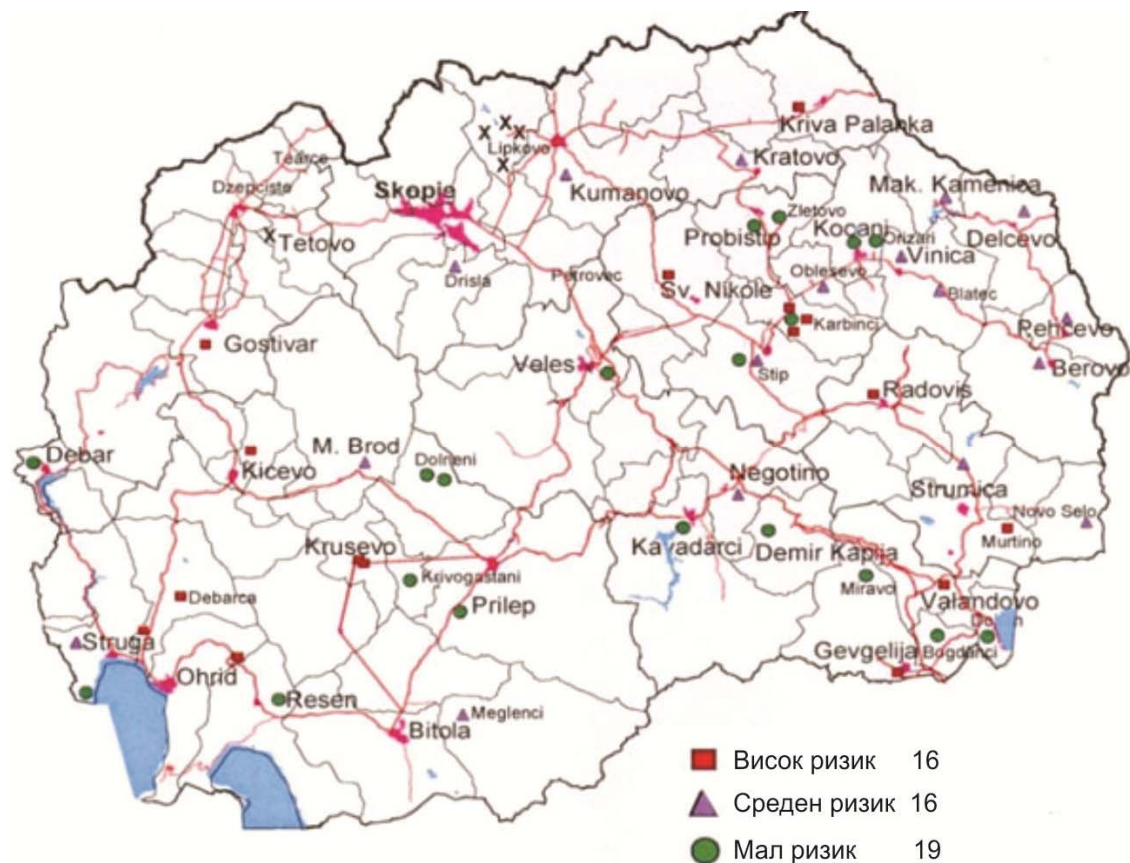 X
X X
Lipkovo
X
Kriva Palanka
Tearce
Kratovo
Dzepciste
Skopje
Kumanovo
Mak. Kamenica
Zletovo
X
Tetovo
Probistip
Kocani
Orizari
Delcevo
Vinica
Petrovec
Oblesevo
Drisla
Sv. Nikole
Blatec
Karbinci
Pehcevo
Gostivar
Veles
Stip
Berovo
Radovis
M. Brod
Debar
Dolneni
Kicevo
Negotino
Strumica
Novo Selo
Kavadarci
Demir Kapija
Murtino
Krusevo
Krivogastani
Miravo
Debarca
Prilep
Valandovo
Struga
Gevgelija
Bogdanci
Ohrid
Resen
Meglenci
Bitola
Висок ризик 16
Среден ризик 16
Мал ризик 19